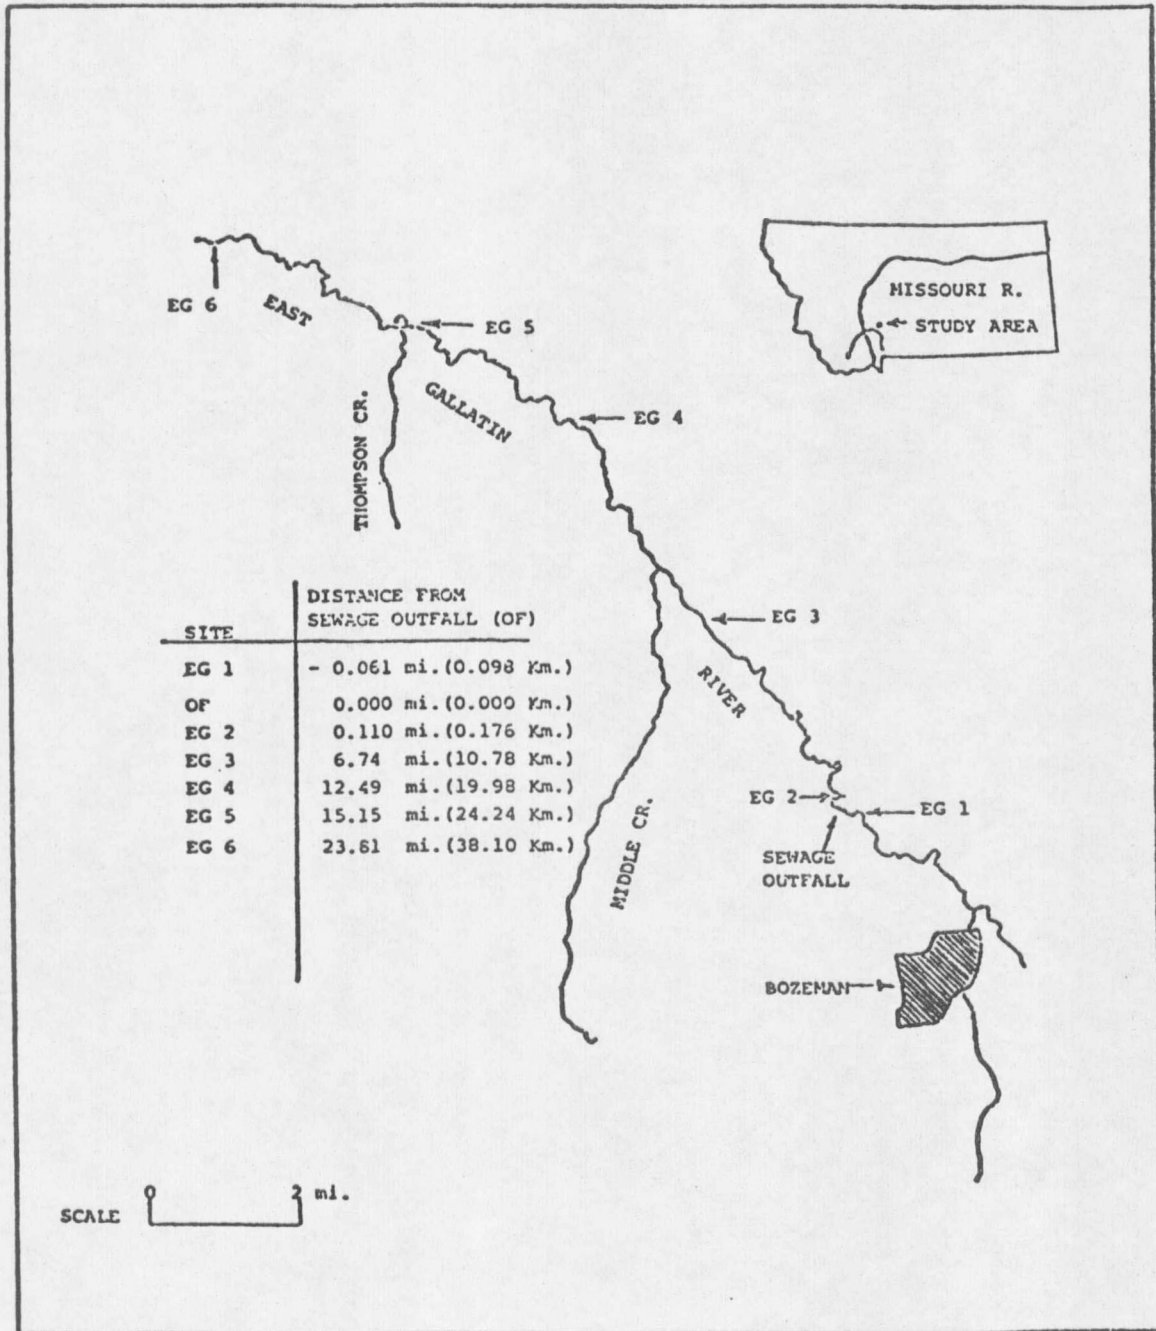 MISSOURI R.
STUDY AREA
EG 6
EAST
EG 5
GALLATIN
EG 4
THOMPSON CR.
EG 3
RIVER
DISTANCE FROM
SEWAGE OUTFALL (OF)
SITE
EG 1 - 0.061 mi.(0.098 Km.)
OF 0.000 mi.(0.000 Km.)
EG 2 0.110 mi.(0.176 Km.)
EG 3 6.74 mi.(10.78 Km.)
EG 4 12.49 mi.(19.98 Km.)
EG 5 15.15 mi.(24.24 Km.)
EG 6 23.61 mi.(38.10 Km.)
EG 2
EG 1
SEWAGE
OUTFALL
MIDDLE CR.
BOZEMAN
0 2 mi.
SCALE